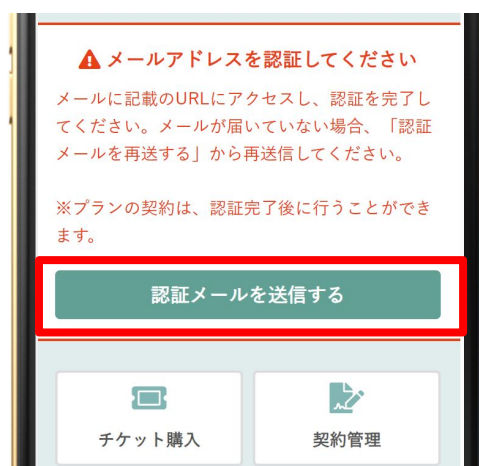 メールアドレスを認証してください
メールに記載のURLにアクセスし、認証を完了し
てください。メールが届いていない場合、「認証
メールを再送する」から再送信してください。
※プランの契約は、認証完了後に行うことができ
ます。
認証メールを送信する
チケット購入
契約管理